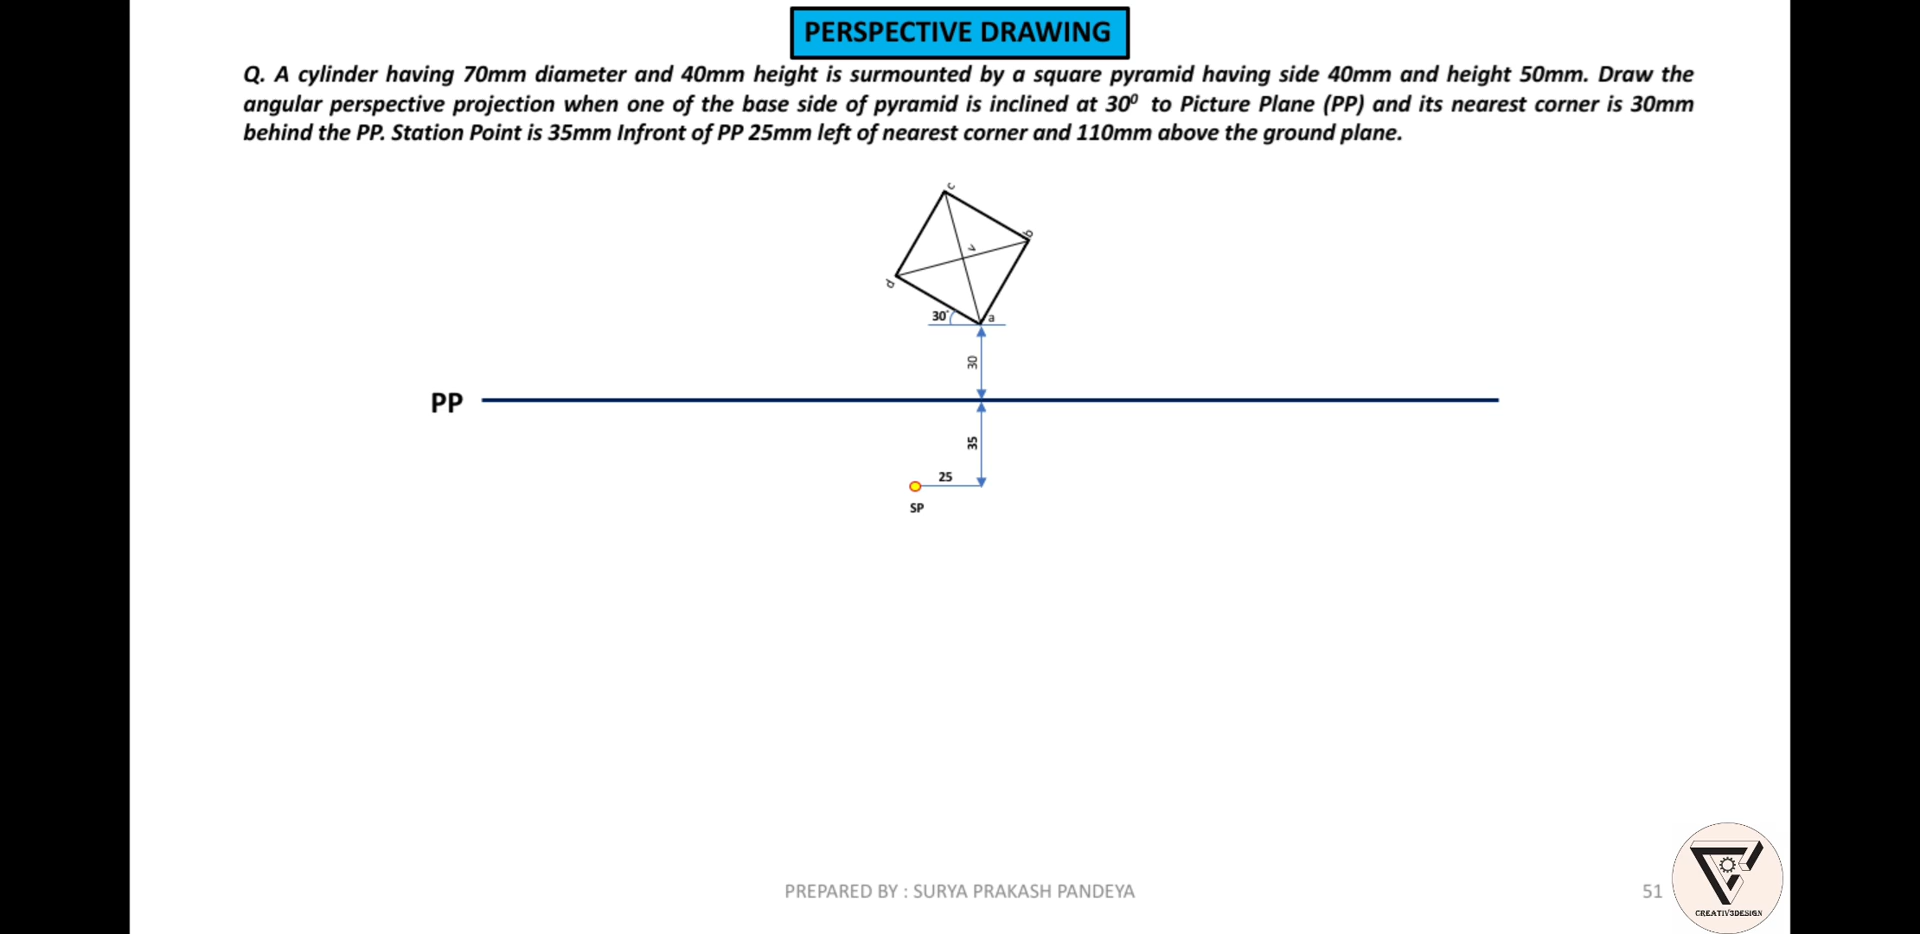 PERSPECTIVE DRAWING
Q. A cylinder having 70mm diameter and 40mm height is surmounted by a square pyramid having side 40mm and height 50mm. Draw the
angular perspective projection when one of the base side of pyramid is inclined at 30⁰ to Picture Plane (PP) and its nearest corner is 30mm
behind the PP. Station Point is 35mm Infront of PP 25mm left of nearest corner and 110mm above the ground plane.
c
b
v
d
30°
a
30
PP
35
25
SP
PREPARED BY : SURYA PRAKASH PANDEYA
51
CREATIV3DESIGN